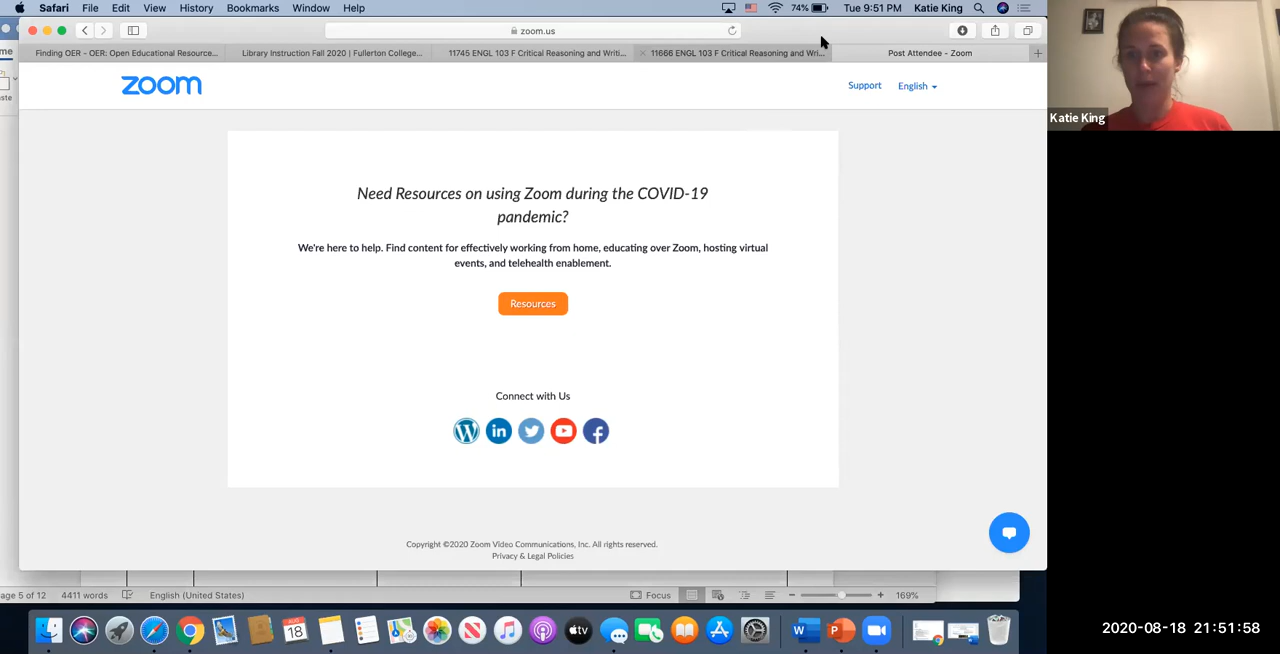 Safari File Edit View History Bookmarks Window Help 74% Tue 9:51 PM Katie King
zoom.us
Finding OER - OER: Open Educational Resource... Library Instruction Fall 2020 | Fullerton College... 11745 ENGL 103 F Critical Reasoning and Writi... 11666 ENGL 103 F Critical Reasoning and Wri... Post Attendee - Zoom
me
ste
zoom
Support English
Katie King
Need Resources on using Zoom during the COVID-19
pandemic?
We're here to help. Find content for effectively working from home, educating over Zoom, hosting virtual
events, and telehealth enablement.
Resources
Connect with Us
Copyright ©2020 Zoom Video Communications, Inc. All rights reserved.
Privacy & Legal Policies
age 5 of 12 4411 words English (United States) Focus 169%
AUG
18
tv
2020-08-18 21:51:58